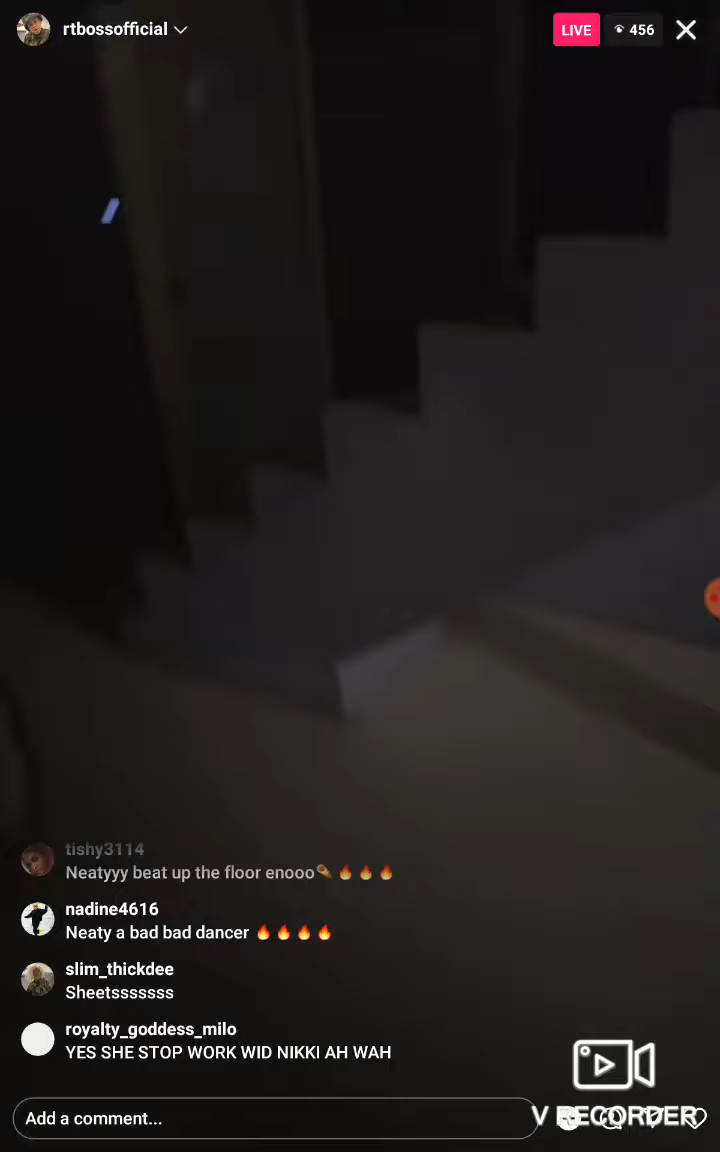 rtbossofficial
LIVE
456
tishy3114
Neatyyy beat up the floor enooo🪘🔥🔥🔥
nadine4616
Neaty a bad bad dancer 🔥🔥🔥🔥
slim_thickdee
Sheetsssssss
royalty_goddess_milo
YES SHE STOP WORK WID NIKKI AH WAH
Add a comment...
V RECORDER